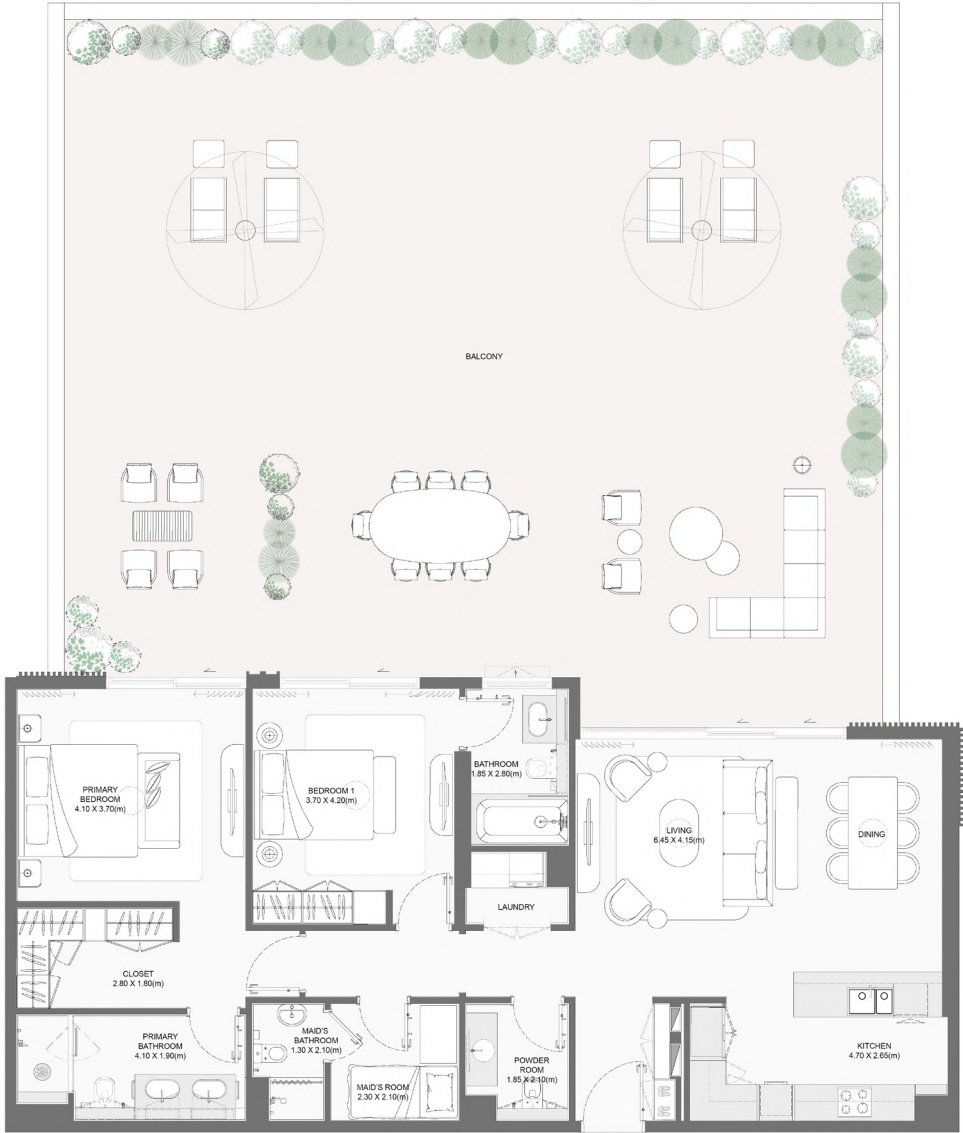 BALCONY
PRIMARY
BEDROOM
4.10 X 3.70(m)
BEDROOM 1
3.70 X 4.20(m)
BATHROOM
1.85 X 2.80(m)
LIVING
6.45 X 4.15(m)
DINING
LAUNDRY
CLOSET
2.80 X 1.80(m)
PRIMARY
BATHROOM
4.10 X 1.90(m)
MAID'S
BATHROOM
1.30 X 2.10(m)
MAID'S ROOM
2.30 X 2.10(m)
POWDER
ROOM
1.85 X 2.10(m)
KITCHEN
4.70 X 2.65(m)